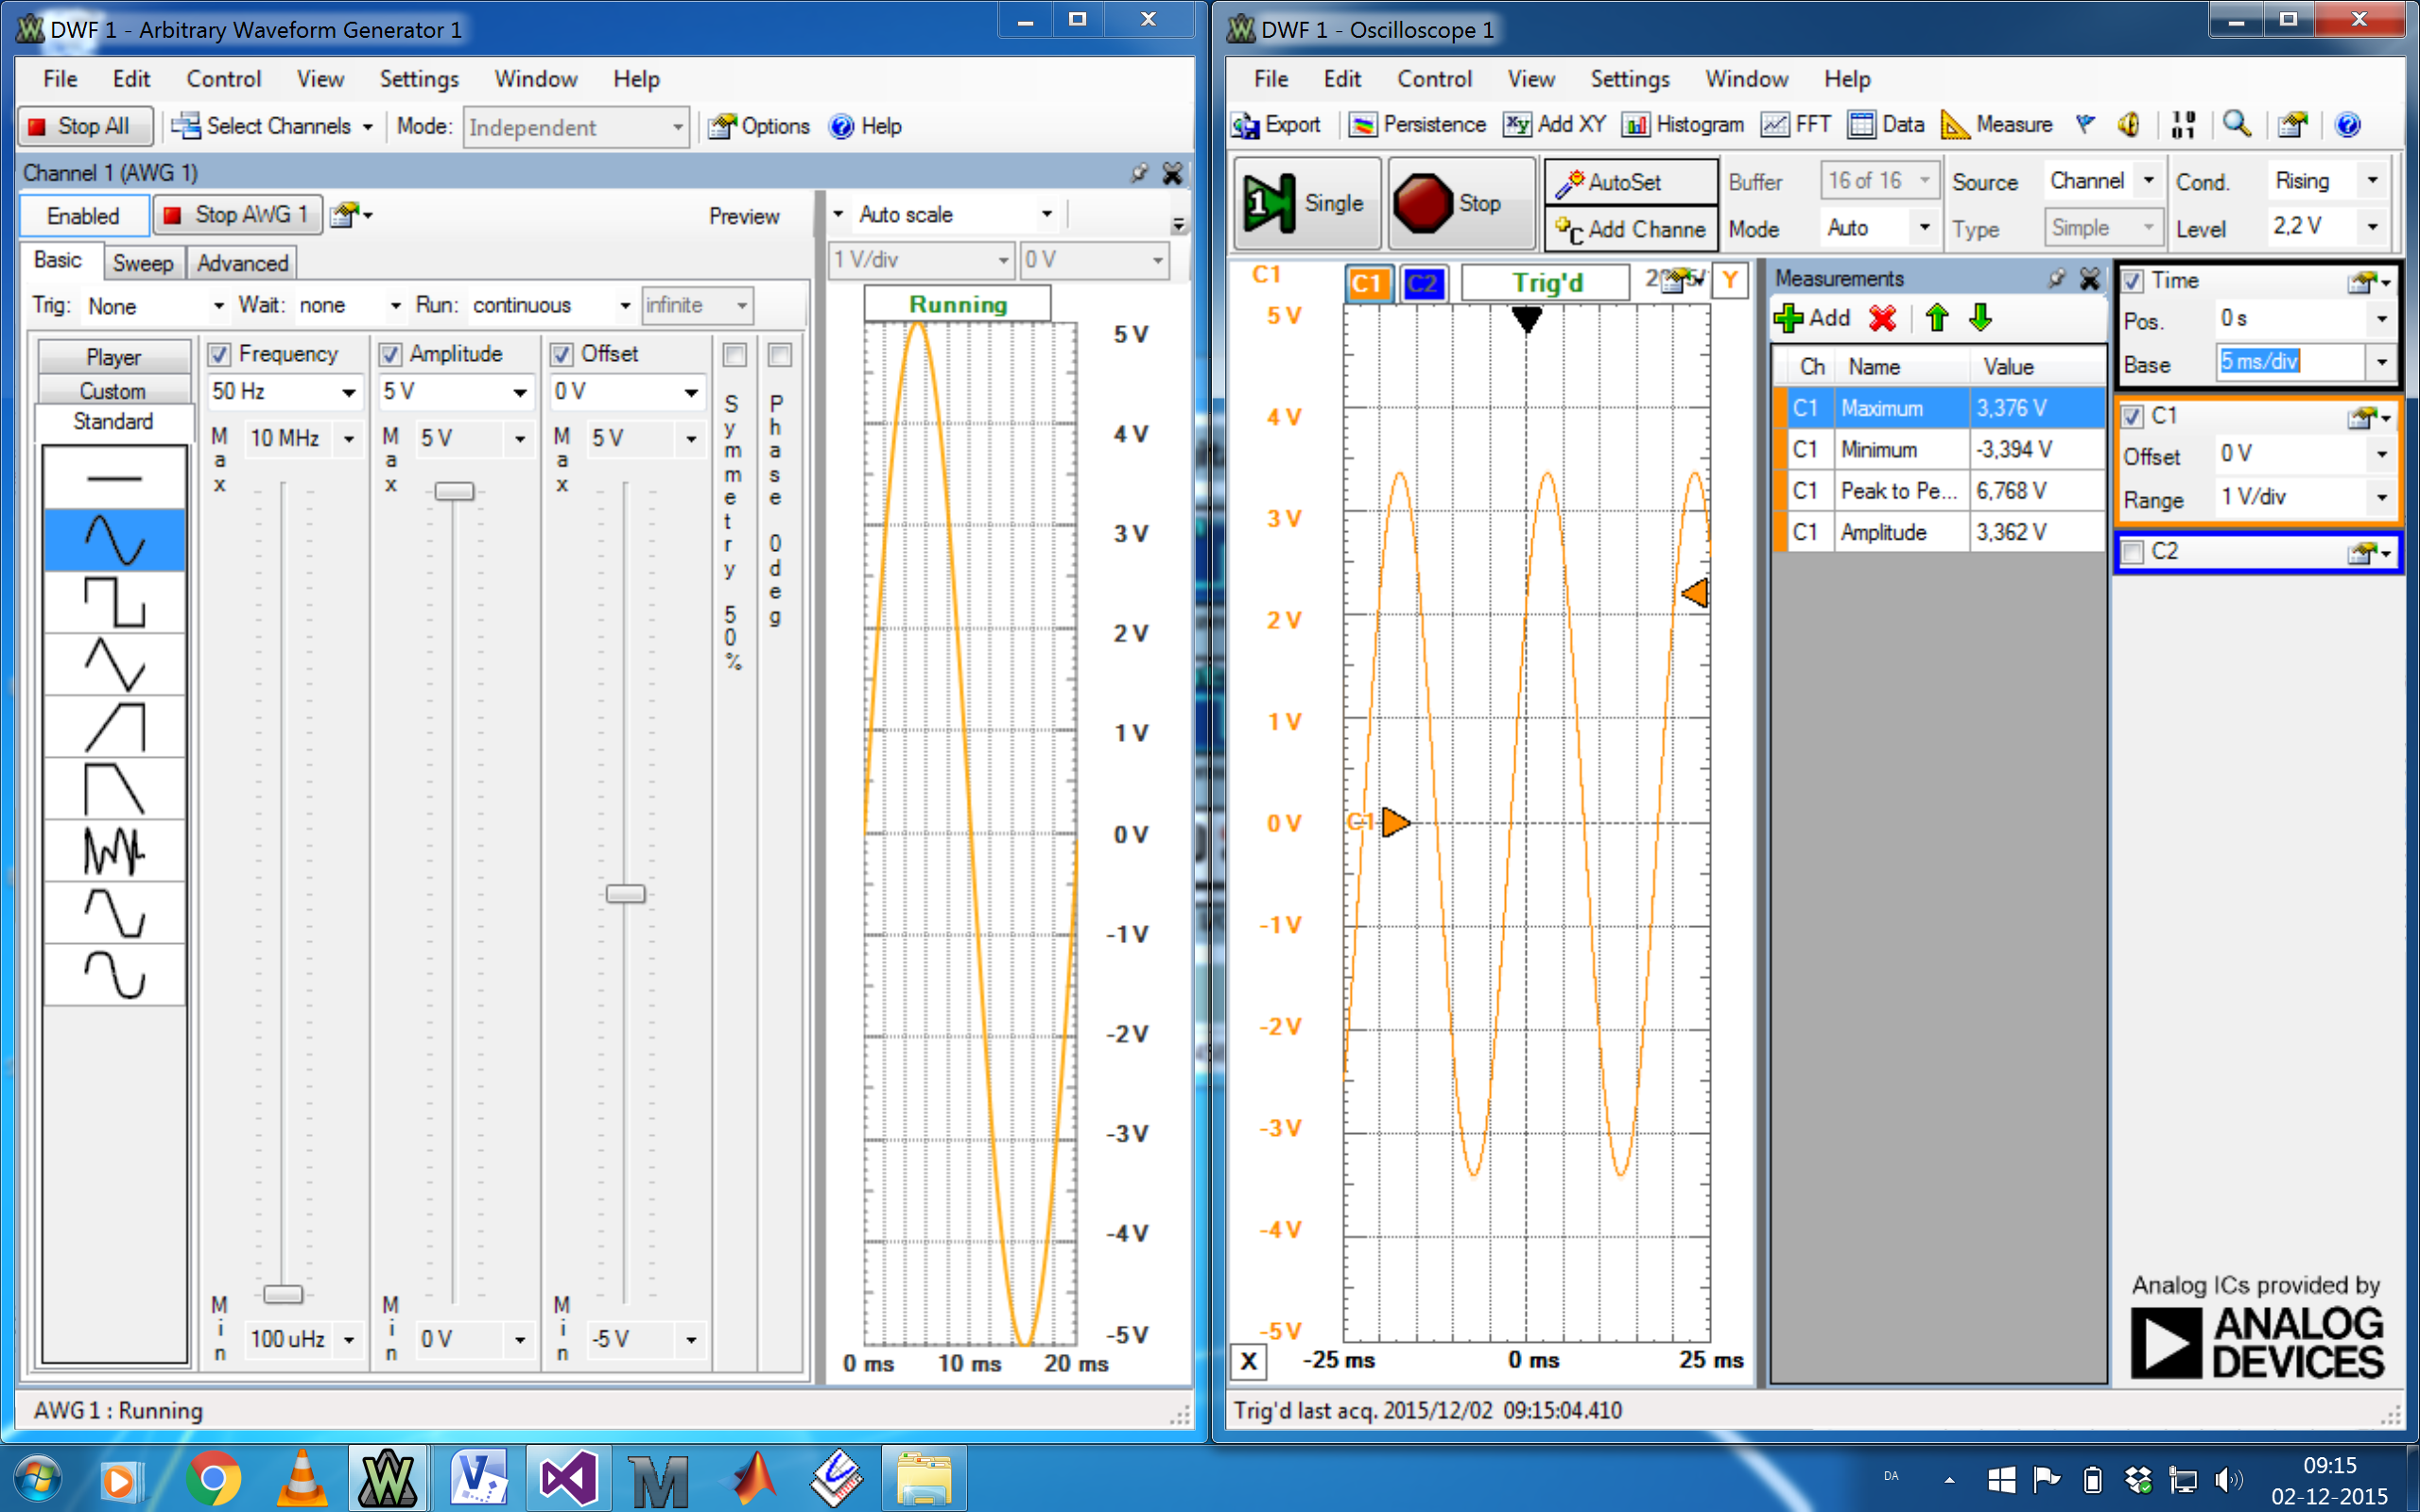 DWF 1 - Arbitrary Waveform Generator 1
File Edit Control View Settings Window Help
Stop All Select Channels Mode: Independent Options Help
Channel 1 (AWG 1)
Enabled Stop AWG 1 Preview
Auto scale
1 V/div 0 V
Basic Sweep Advanced
Trig: None Wait: none Run: continuous infinite
Player
Custom
Standard
Frequency
50 Hz
Max 10 MHz
Min 100 uHz
Amplitude
5 V
Max 5 V
Min 0 V
Offset
0 V
Max 5 V
Min -5 V
Symmetry 50%
Phase 0deg
Running
5 V
4 V
3 V
2 V
1 V
0 V
-1 V
-2 V
-3 V
-4 V
-5 V
0 ms 10 ms 20 ms
AWG 1 : Running
DWF 1 - Oscilloscope 1
File Edit Control View Settings Window Help
Export Persistence Xy Add XY Histogram FFT Data Measure
1 Single Stop AutoSet Buffer 16 of 16 Source Channel Cond. Rising
C Add Channe Mode Auto Type Simple Level 2,2 V
C1 C1 C2 Trig'd Y
5 V
4 V
3 V
2 V
1 V
0 V
-1 V
-2 V
-3 V
-4 V
-5 V
C1
X -25 ms 0 ms 25 ms
Measurements
Add
Ch Name Value
C1 Maximum 3,376 V
C1 Minimum -3,394 V
C1 Peak to Pe... 6,768 V
C1 Amplitude 3,362 V
Time
Pos. 0 s
Base 5 ms/div
C1
Offset 0 V
Range 1 V/div
C2
Analog ICs provided by
ANALOG
DEVICES
Trig'd last acq. 2015/12/02 09:15:04.410
DA
09:15
02-12-2015